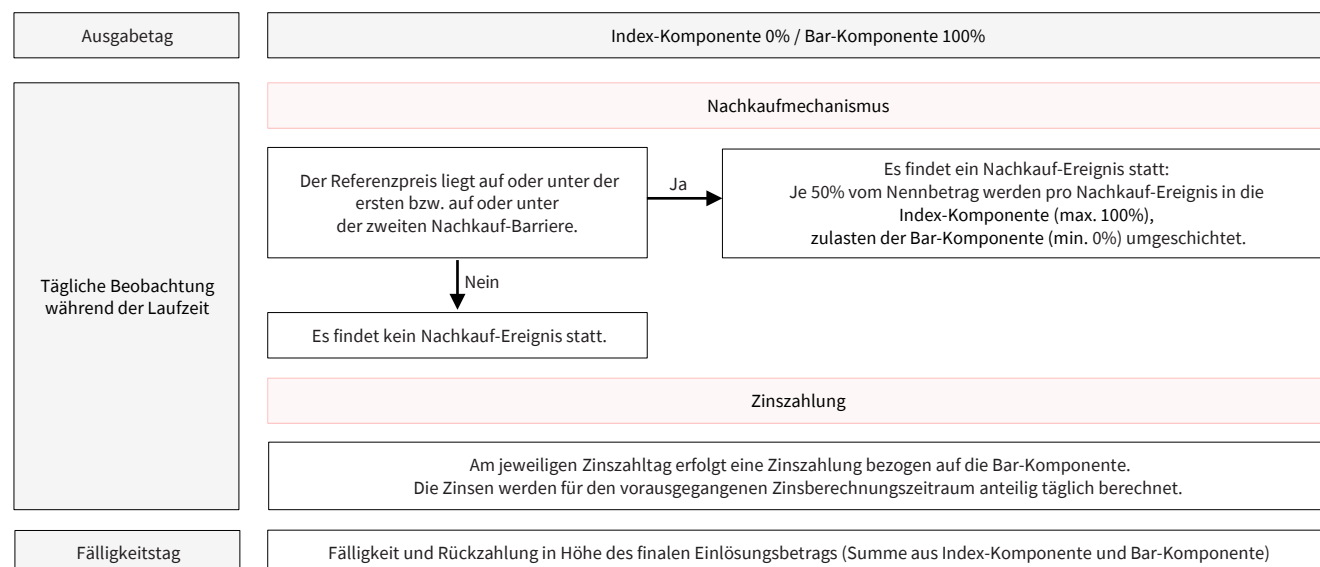 Ausgabetag
Index-Komponente 0% / Bar-Komponente 100%
Tägliche Beobachtung
während der Laufzeit
Nachkaufmechanismus
Der Referenzpreis liegt auf oder unter der
ersten bzw. auf oder unter
der zweiten Nachkauf-Barriere.
Ja
Es findet ein Nachkauf-Ereignis statt:
Je 50% vom Nennbetrag werden pro Nachkauf-Ereignis in die
Index-Komponente (max. 100%),
zulasten der Bar-Komponente (min. 0%) umgeschichtet.
Nein
Es findet kein Nachkauf-Ereignis statt.
Zinszahlung
Am jeweiligen Zinszahltag erfolgt eine Zinszahlung bezogen auf die Bar-Komponente.
Die Zinsen werden für den vorausgegangenen Zinsberechnungszeitraum anteilig täglich berechnet.
Fälligkeitstag
Fälligkeit und Rückzahlung in Höhe des finalen Einlösungsbetrags (Summe aus Index-Komponente und Bar-Komponente)